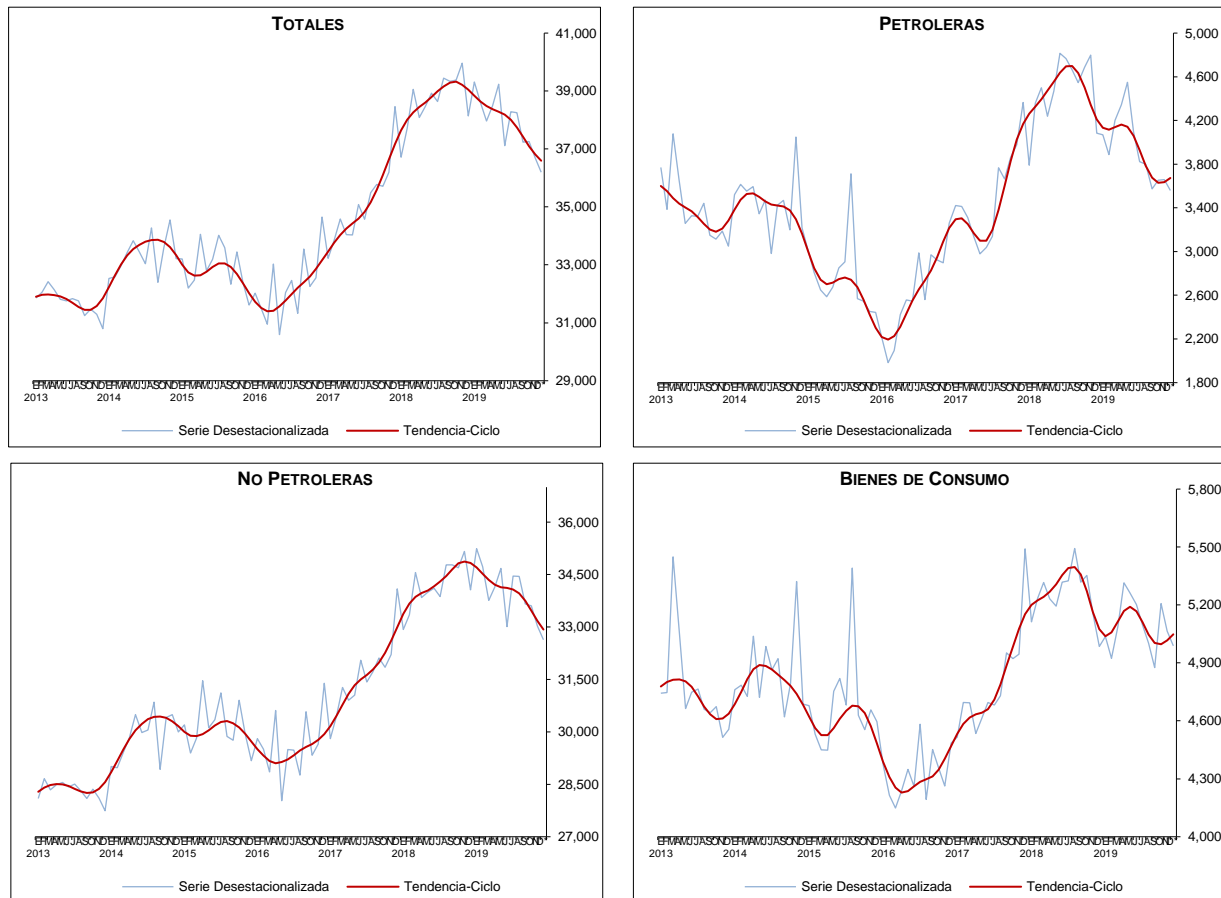 TOTALES
41,000
39,000
37,000
35,000
33,000
31,000
29,000
2013 2014 2015 2016 2017 2018 2019
Serie Desestacionalizada Tendencia-Ciclo
PETROLERAS
5,000
4,600
4,200
3,800
3,400
3,000
2,600
2,200
1,800
2013 2014 2015 2016 2017 2018 2019
Serie Desestacionalizada Tendencia-Ciclo
NO PETROLERAS
36,000
34,500
33,000
31,500
30,000
28,500
27,000
2013 2014 2015 2016 2017 2018 2019
Serie Desestacionalizada Tendencia-Ciclo
BIENES DE CONSUMO
5,800
5,500
5,200
4,900
4,600
4,300
4,000
2013 2014 2015 2016 2017 2018 2019
Serie Desestacionalizada Tendencia-Ciclo